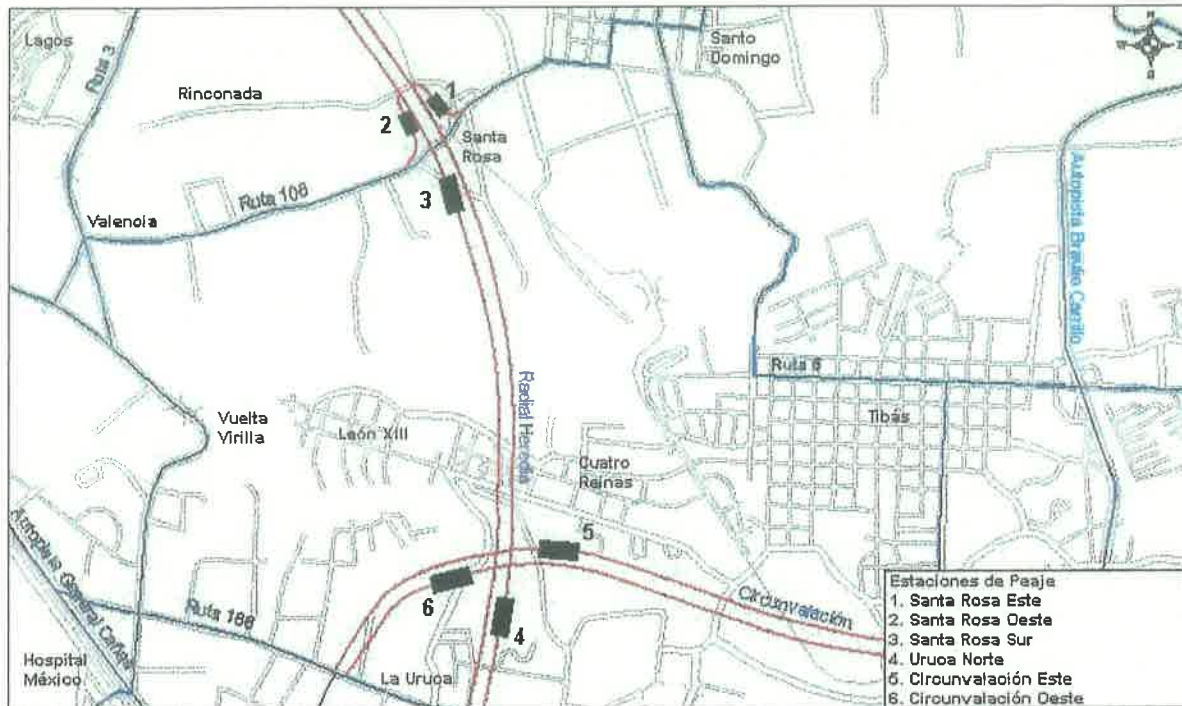 Lagos
Ruta 3
Santo
Domingo
N
W
E
S
Rinconada
1
2
Santa
Rosa
3
Ruta 106
Valencia
Autopista Braulio Carrillo
Ruta 6
Radial Heredia
Vuelta
Virilla
León XIII
Tibás
Cuatro
Reinas
5
Autopista General Cañas
Circunvalación
6
4
Ruta 166
Hospital
México
La Uruca
Estaciones de Peaje
1. Santa Rosa Este
2. Santa Rosa Oeste
3. Santa Rosa Sur
4. Uruca Norte
5. Circunvalación Este
6. Circunvalación Oeste